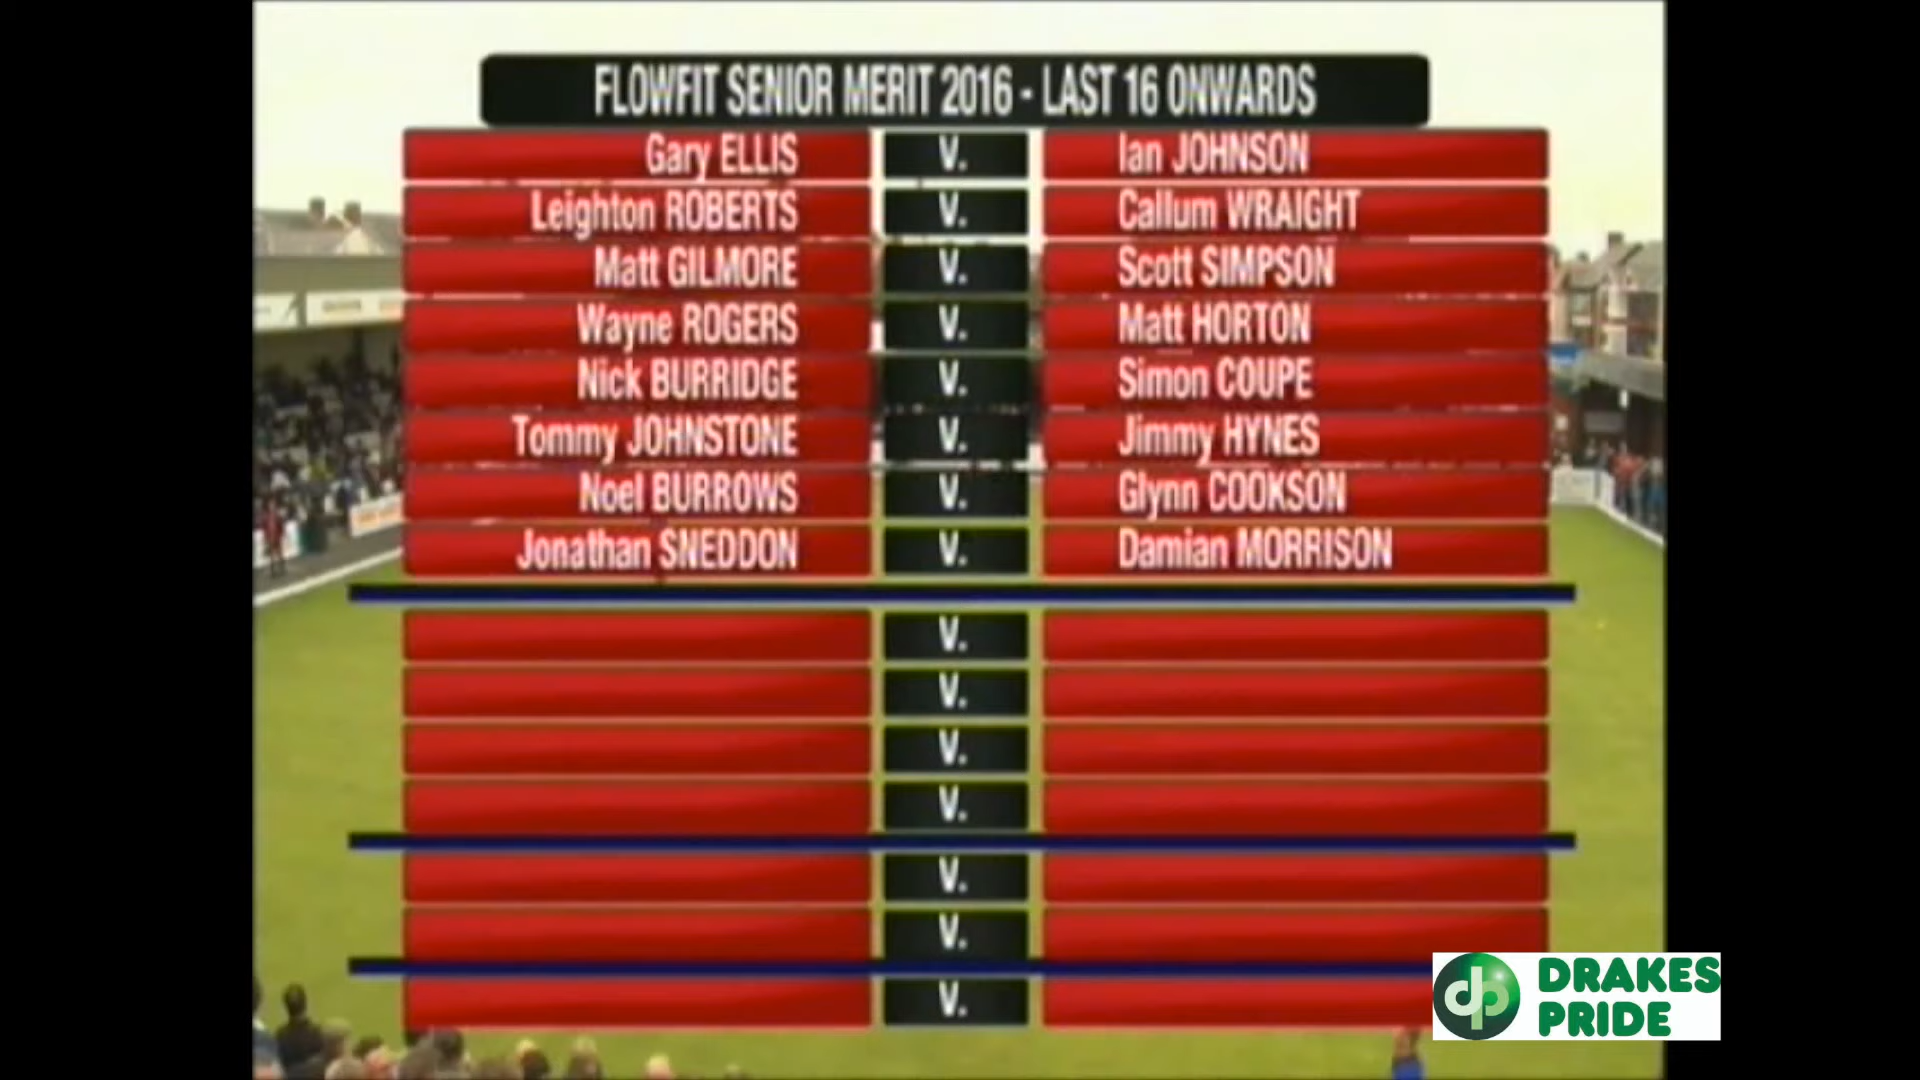 FLOWFIT SENIOR MERIT 2016 - LAST 16 ONWARDS
Gary ELLIS V. Ian JOHNSON
Leighton ROBERTS V. Callum WRAIGHT
Matt GILMORE V. Scott SIMPSON
Wayne ROGERS V. Matt HORTON
Nick BURRIDGE V. Simon COUPE
Tommy JOHNSTONE V. Jimmy HYNES
Noel BURROWS V. Glynn COOKSON
Jonathan SNEDDON V. Damian MORRISON
V.
V.
V.
V.
V.
V.
V.
dp DRAKES
PRIDE